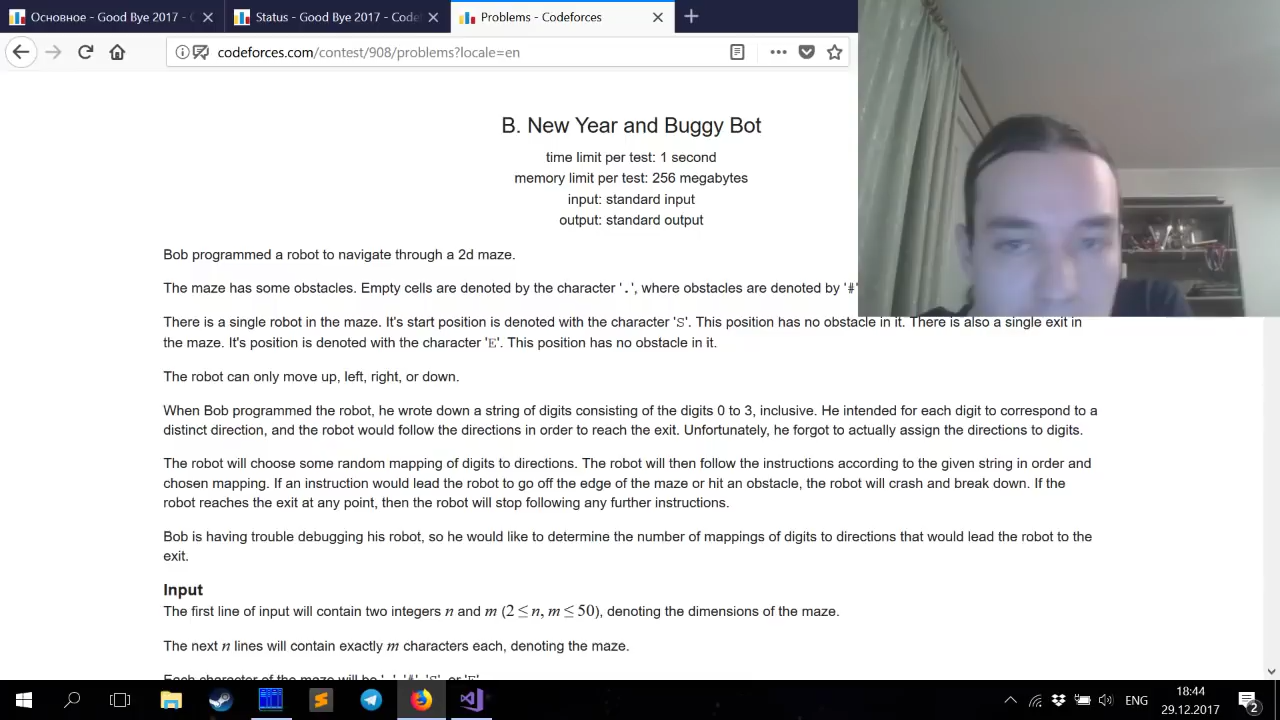 Основное - Good Bye 2017 -
Status - Good Bye 2017 - Codef
Problems - Codeforces
codeforces.com/contest/908/problems?locale=en
B. New Year and Buggy Bot
time limit per test: 1 second
memory limit per test: 256 megabytes
input: standard input
output: standard output
Bob programmed a robot to navigate through a 2d maze.
The maze has some obstacles. Empty cells are denoted by the character '.', where obstacles are denoted by '#'
There is a single robot in the maze. It's start position is denoted with the character 'S'. This position has no obstacle in it. There is also a single exit in
the maze. It's position is denoted with the character 'E'. This position has no obstacle in it.
The robot can only move up, left, right, or down.
When Bob programmed the robot, he wrote down a string of digits consisting of the digits 0 to 3, inclusive. He intended for each digit to correspond to a
distinct direction, and the robot would follow the directions in order to reach the exit. Unfortunately, he forgot to actually assign the directions to digits.
The robot will choose some random mapping of digits to directions. The robot will then follow the instructions according to the given string in order and
chosen mapping. If an instruction would lead the robot to go off the edge of the maze or hit an obstacle, the robot will crash and break down. If the
robot reaches the exit at any point, then the robot will stop following any further instructions.
Bob is having trouble debugging his robot, so he would like to determine the number of mappings of digits to directions that would lead the robot to the
exit.
Input
The first line of input will contain two integers n and m (2 ≤ n, m ≤ 50), denoting the dimensions of the maze.
The next n lines will contain exactly m characters each, denoting the maze.
Each character of the maze will be '.', '#', 'S', or 'E'.
ENG
18:44
29.12.2017
2